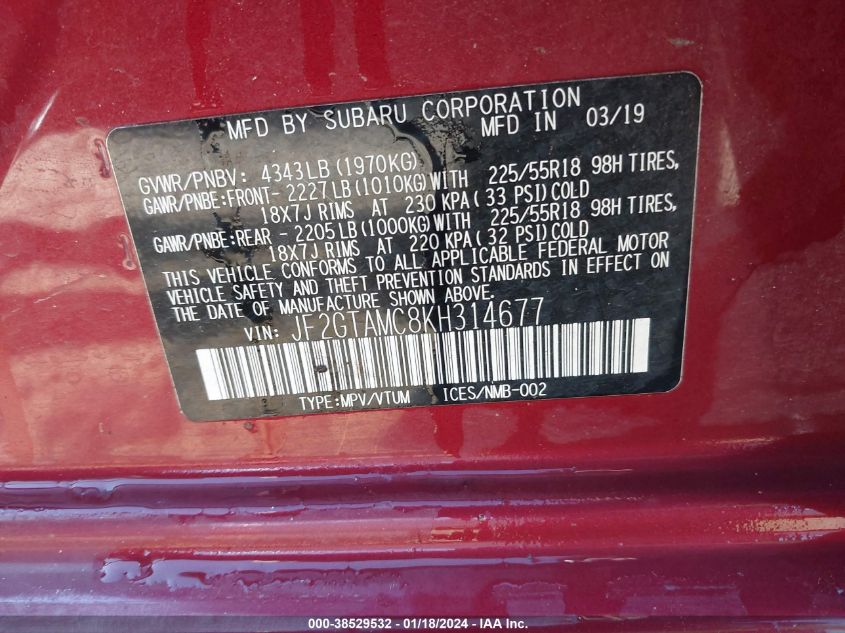 MFD BY SUBARU CORPORATION
MFD IN 03/19
GVWR/PNBV: 4343LB(1970KG)
GAWR/PNBE:FRONT- 2227LB(1010KG)WITH 225/55R18 98H TIRES,
18X7J RIMS AT 230 KPA( 33 PSI)COLD
GAWR/PNBE:REAR - 2205LB(1000KG)WITH 225/55R18 98H TIRES,
18X7J RIMS AT 220 KPA( 32 PSI)COLD
THIS VEHICLE CONFORMS TO ALL APPLICABLE FEDERAL MOTOR
VEHICLE SAFETY AND THEFT PREVENTION STANDARDS IN EFFECT ON
THE DATE OF MANUFACTURE SHOWN ABOVE.
VIN: JF2GTAMC8KH314677
TYPE:MPV/VTUM ICES/NMB-002
000-38529532 - 01/18/2024 - © IAA, Inc.